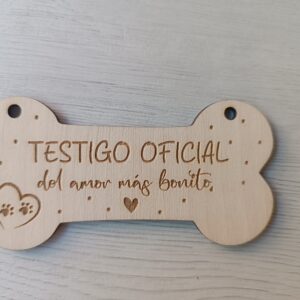 TESTIGO OFICIAL
del amor más bonito